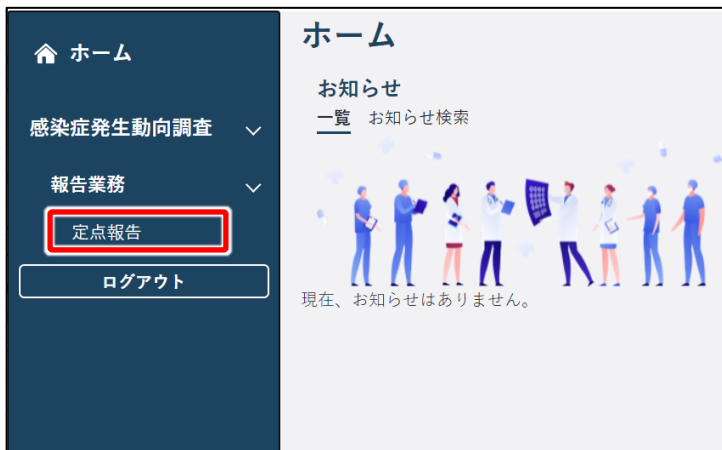 ホーム
感染症発生動向調査
報告業務
定点報告
ログアウト
ホーム
お知らせ
一覧 お知らせ検索
現在、お知らせはありません。